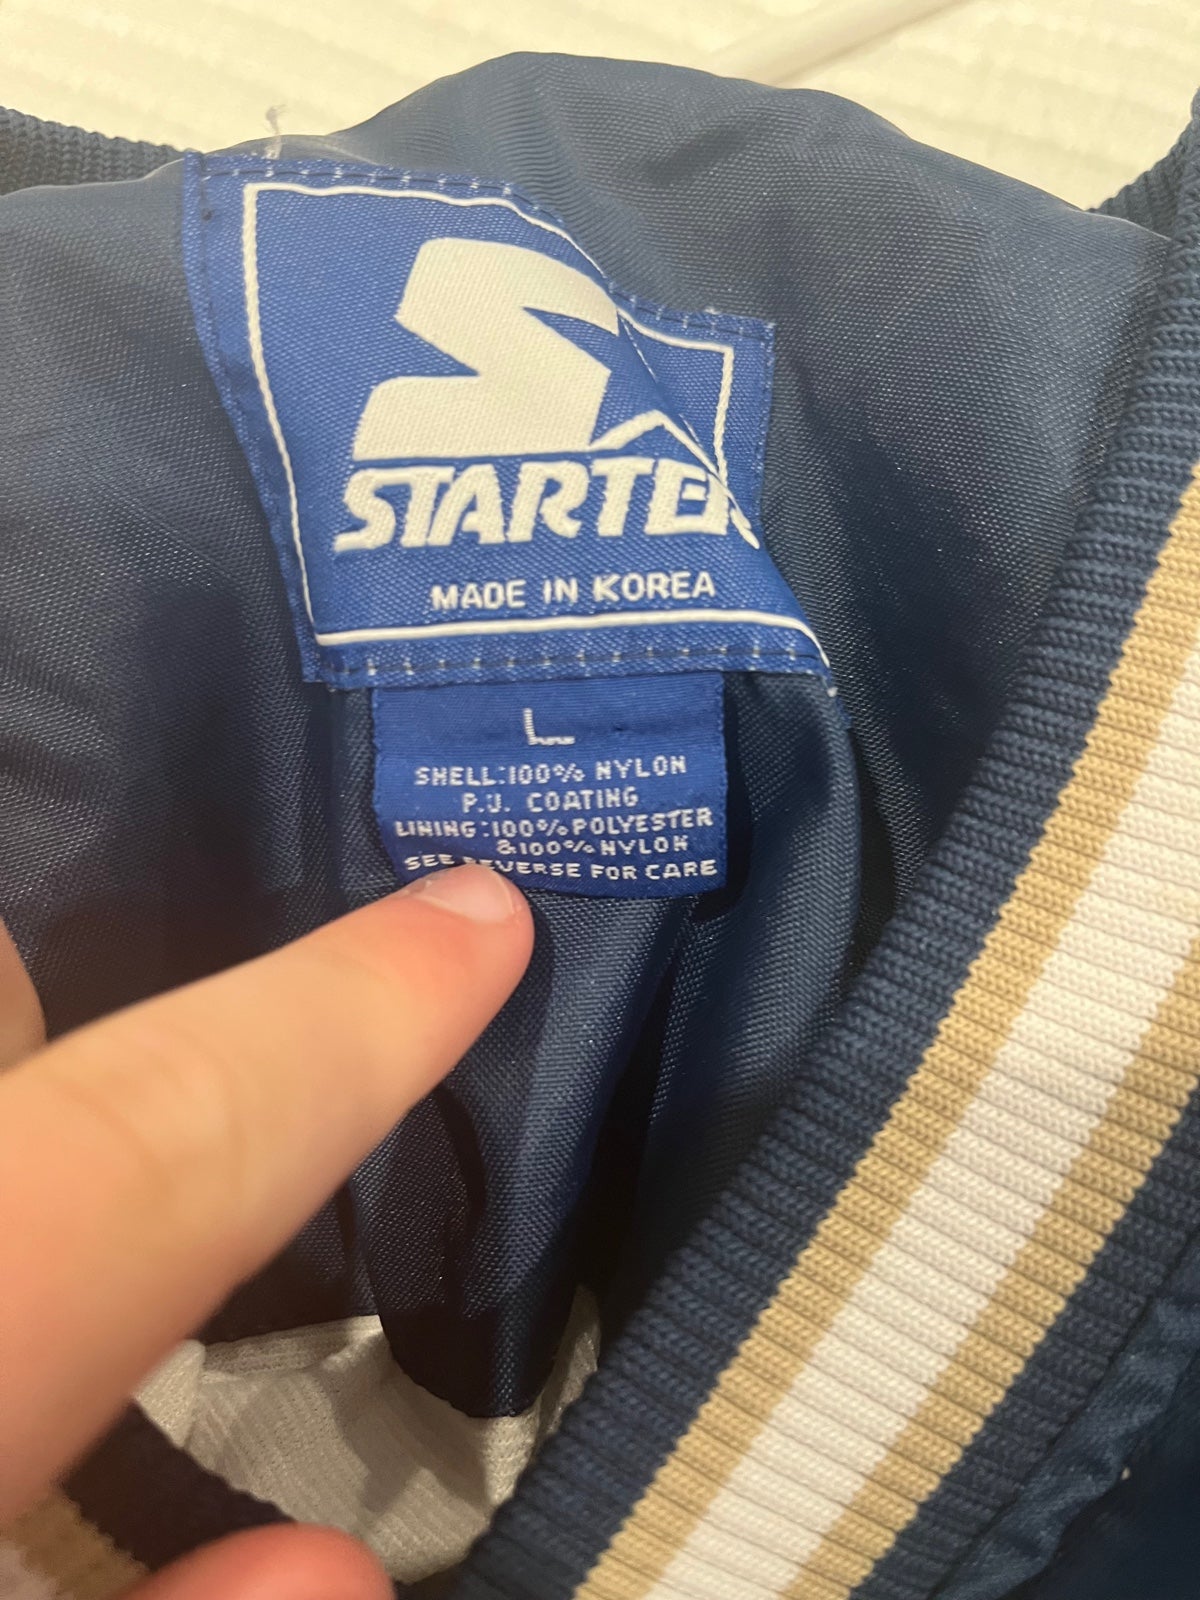 STARTER
MADE IN KOREA
L
SHELL:100% NYLON
P.U. COATING
LINING:100% POLYESTER
&100% NYLON
SEE REVERSE FOR CARE